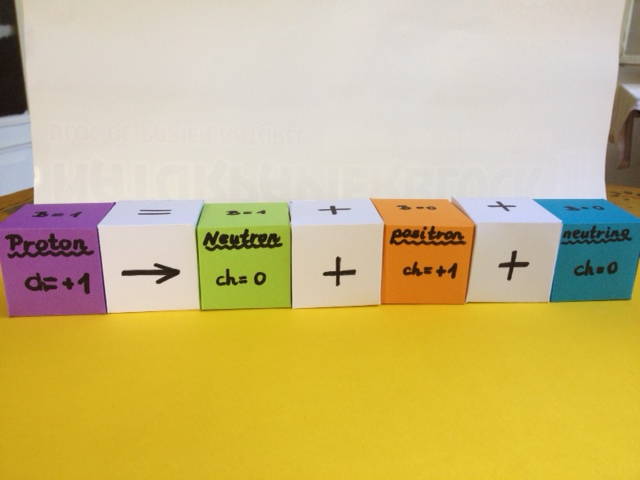 B=1 = B=1 + B=0 + B=0
Proton Neutron positron neutrino
ch=+1 → ch=0 + ch=+1 + ch=0